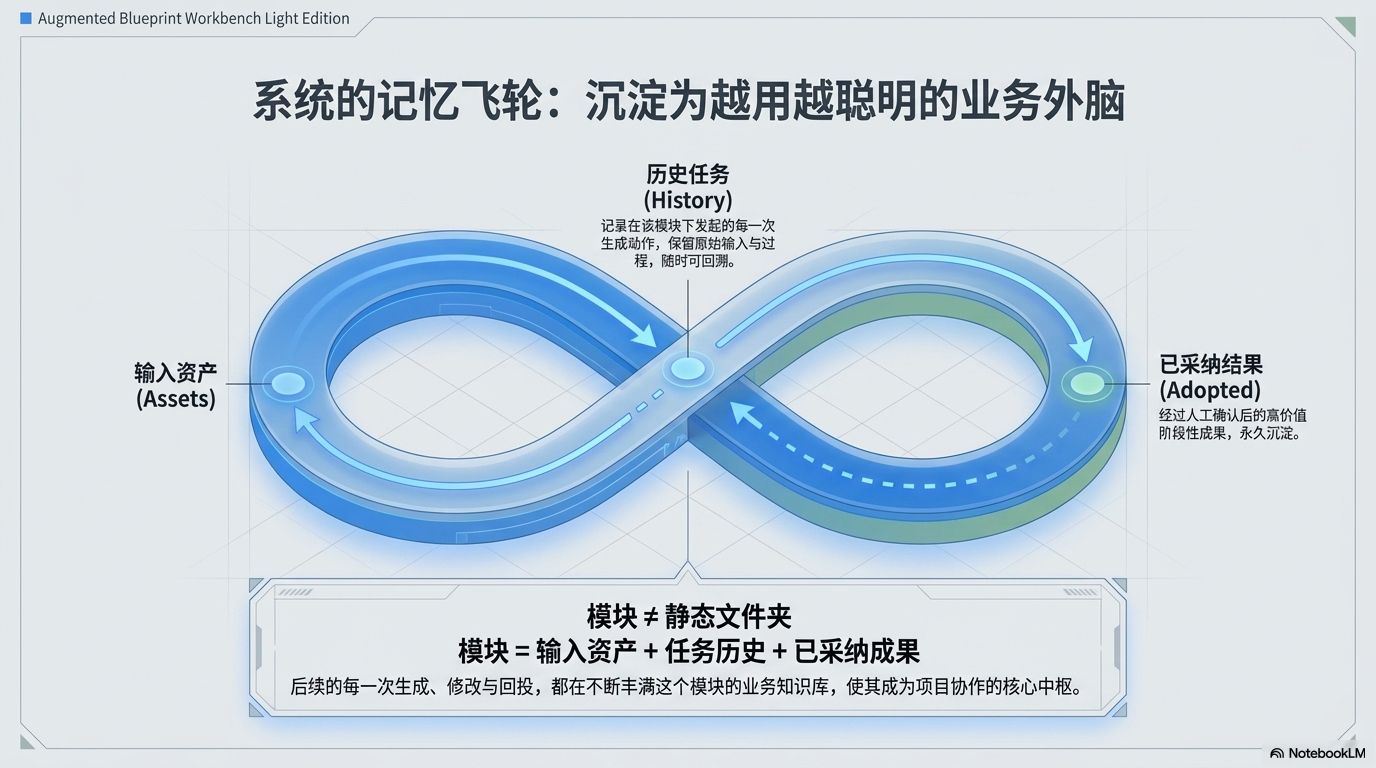 Augmented Blueprint Workbench Light Edition
系统的记忆飞轮：沉淀为越用越聪明的业务外脑
历史任务
(History)
记录在该模块下发起的每一次
生成动作，保留原始输入与过
程，随时可回溯。
输入资产
(Assets)
已采纳结果
(Adopted)
经过人工确认后的高价值
阶段性成果，永久沉淀。
模块 ≠ 静态文件夹
模块 = 输入资产 + 任务历史 + 已采纳成果
后续的每一次生成、修改与回投，都在不断丰满这个模块的业务知识库，使其成为项目协作的核心中枢。
NotebookLM